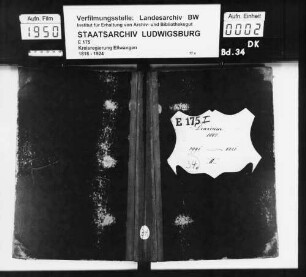 Aufn. Film
1950
Verfilmungsstelle: Landesarchiv BW
Institut für Erhaltung von Archiv- und Bibliotheksgut
STAATSARCHIV LUDWIGSBURG
E 175
Kreisregierung Ellwangen
1818 - 1924
Aufn. Einheit
0002
DK
Bd.34
E 175 I
Diarium